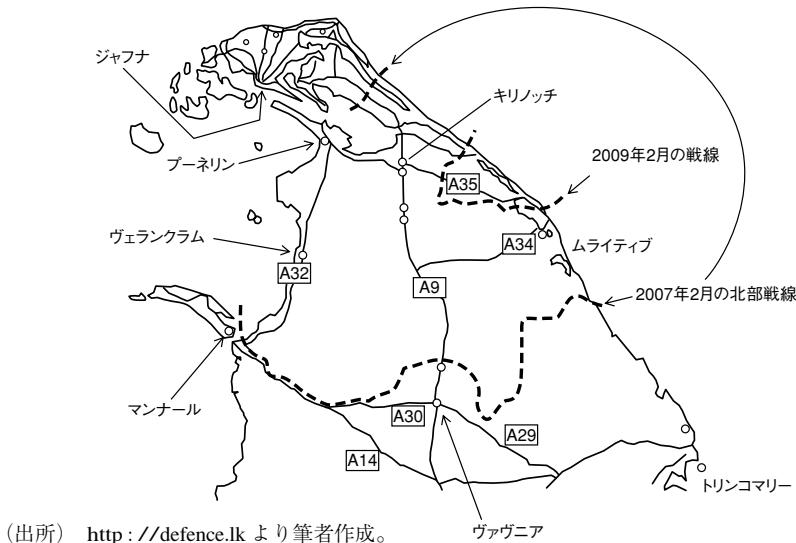 ジャフナ
キリノッチ
プーネリン
2009年2月の戦線
A35
ヴェランクラム
A34
ムライティブ
A32
A9
2007年2月の北部戦線
マンナール
A30
A29
A14
トリンコマリー
（出所） http : //defence.lk より筆者作成。
ヴァヴニア